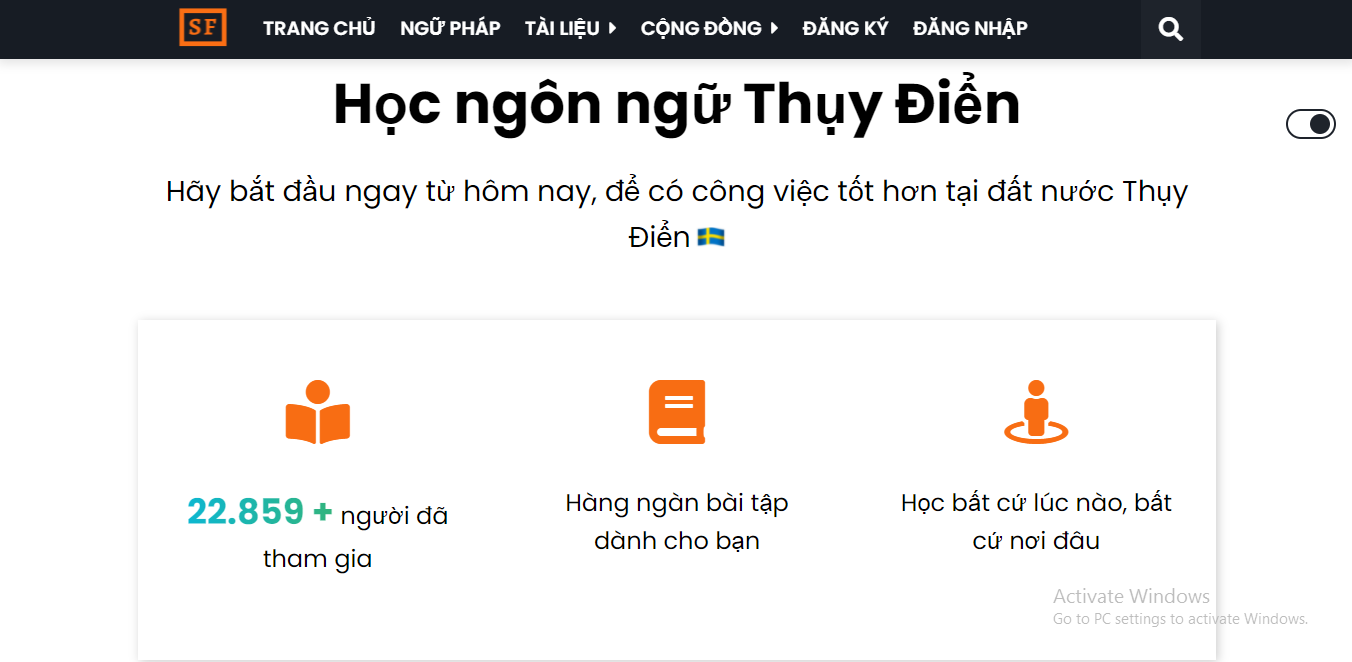 SF TRANG CHỦ NGỮ PHÁP TÀI LIỆU CỘNG ĐỒNG ĐĂNG KÝ ĐĂNG NHẬP
Học ngôn ngữ Thụy Điển
Hãy bắt đầu ngay từ hôm nay, để có công việc tốt hơn tại đất nước Thụy
Điển 🇸🇪
22.859 + người đã
tham gia
Hàng ngàn bài tập
dành cho bạn
Học bất cứ lúc nào, bất
cứ nơi đâu
Activate Windows
Go to PC settings to activate Windows.